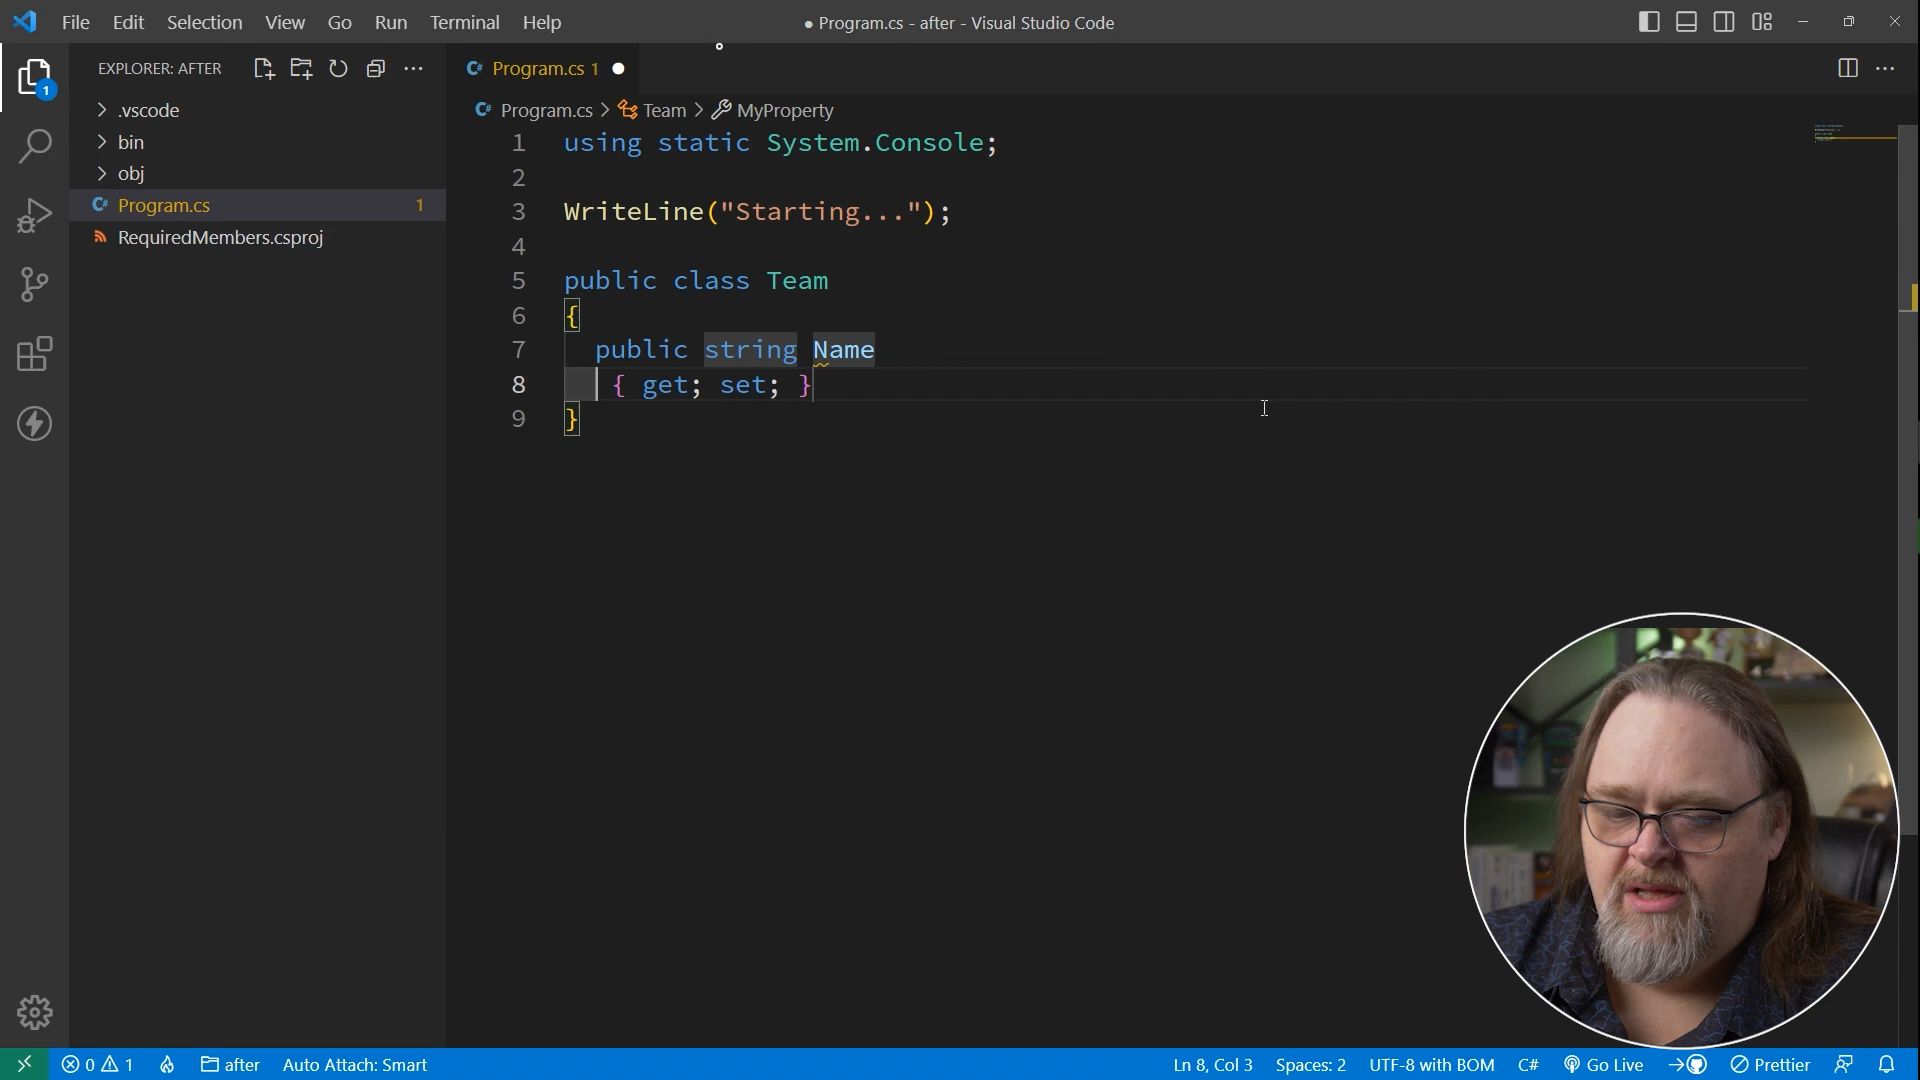 File Edit Selection View Go Run Terminal Help
● Program.cs - after - Visual Studio Code
EXPLORER: AFTER
.vscode
bin
obj
Program.cs 1
RequiredMembers.csproj
1
Program.cs 1
Program.cs > Team > MyProperty
1 using static System.Console;
2
3 WriteLine("Starting...");
4
5 public class Team
6 {
7 public string Name
8 { get; set; }
9 }
0 1 after Auto Attach: Smart
Ln 8, Col 3 Spaces: 2 UTF-8 with BOM C# Go Live Prettier